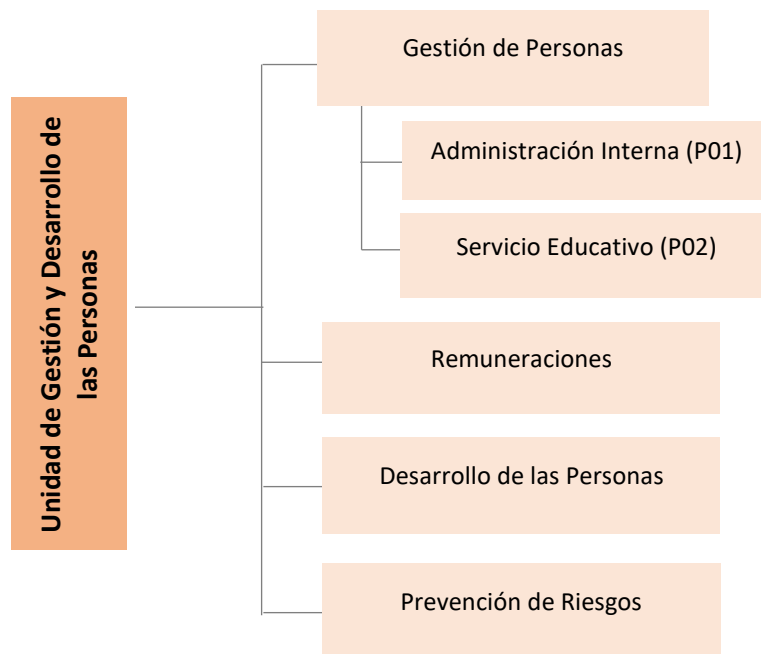 Unidad de Gestión y Desarrollo de
las Personas
Gestión de Personas
Administración Interna (P01)
Servicio Educativo (P02)
Remuneraciones
Desarrollo de las Personas
Prevención de Riesgos